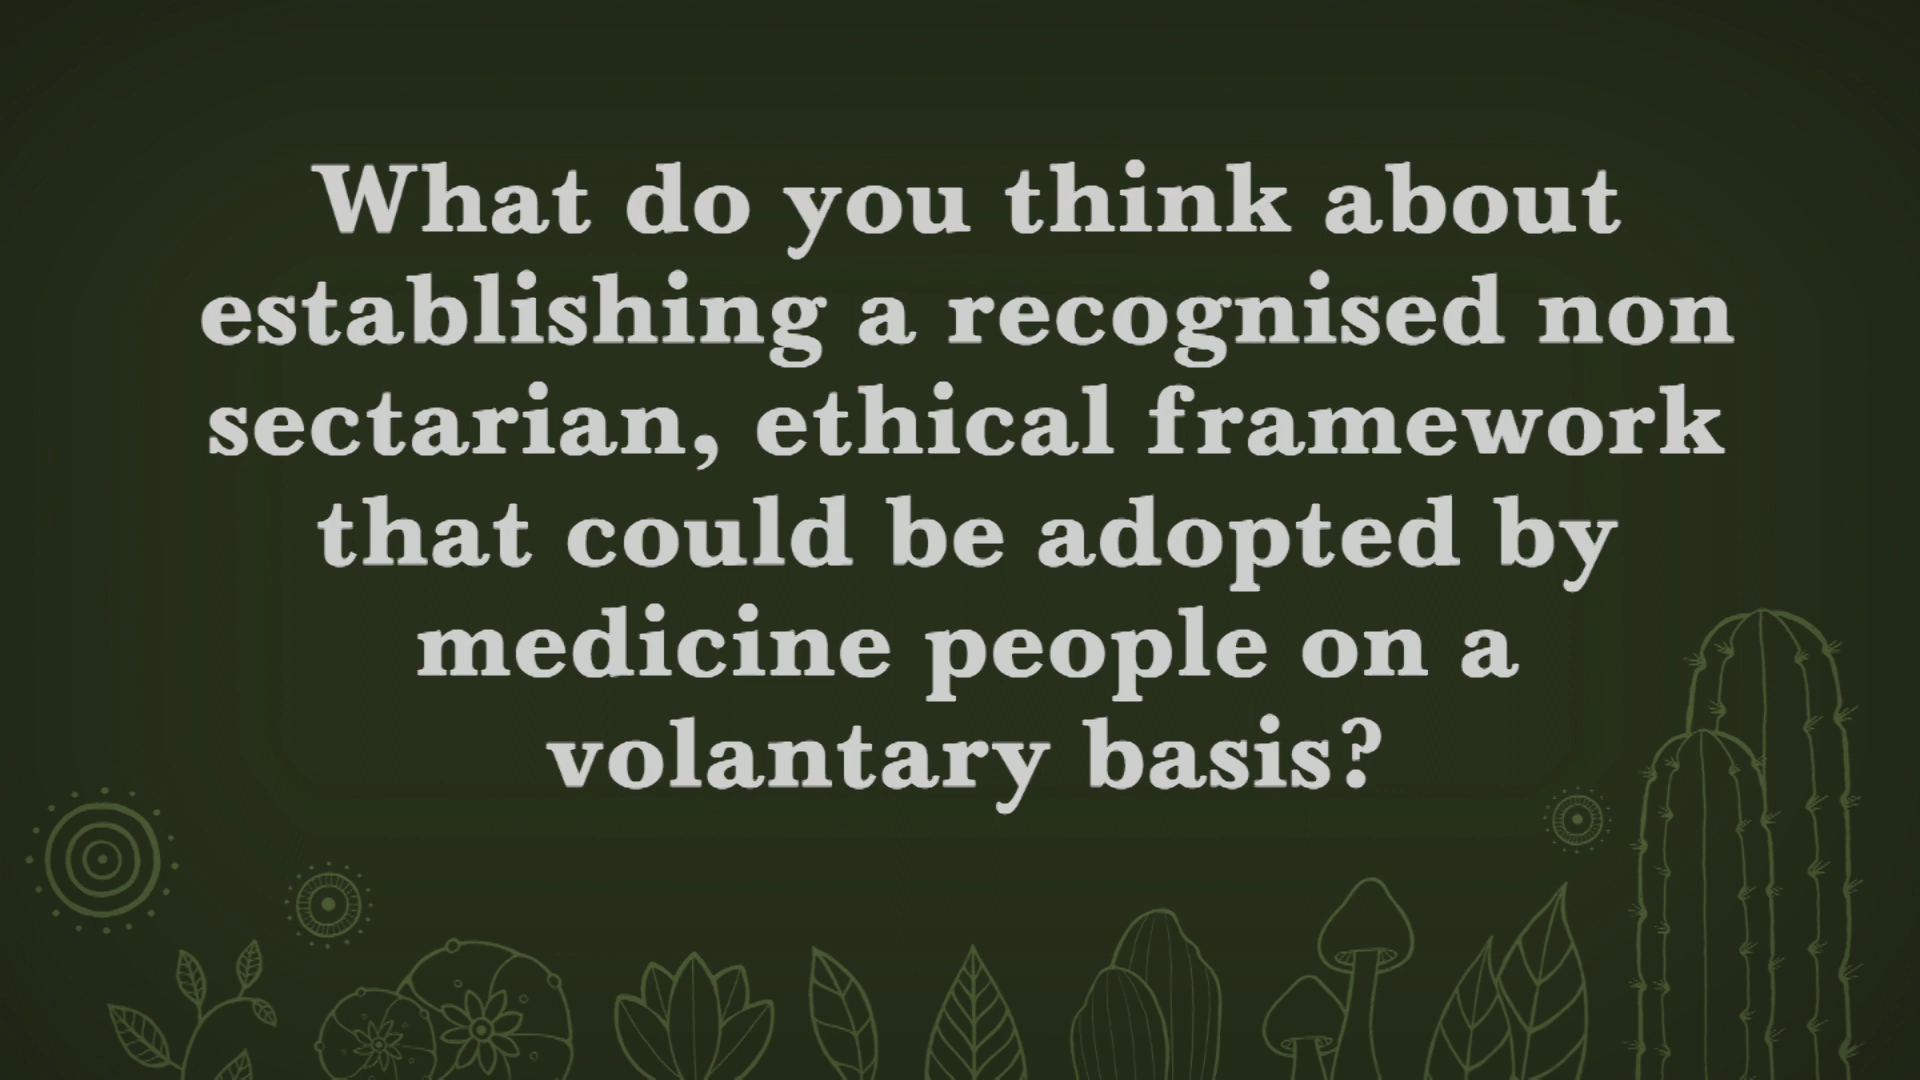 What do you think about
establishing a recognised non
sectarian, ethical framework
that could be adopted by
medicine people on a
volantary basis?